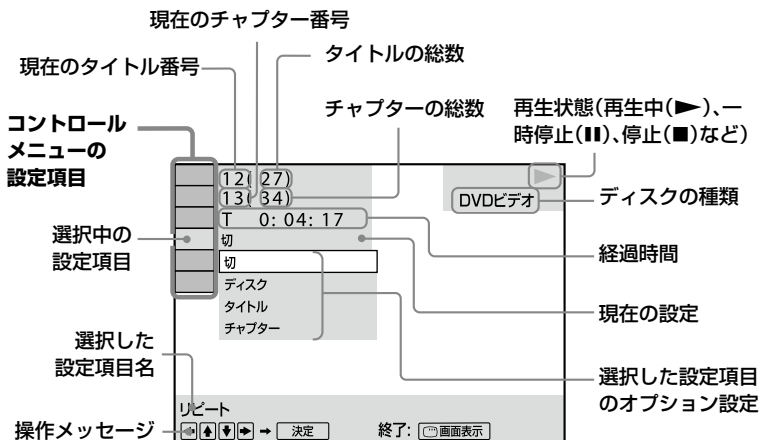 現在のチャプター番号
タイトルの総数
現在のタイトル番号
チャプターの総数
再生状態(再生中(▶)、一
時停止(❚❚)、停止(■)など)
コントロール
メニューの
設定項目
12( 27)
13( 34)
DVDビデオ
ディスクの種類
T 0: 04: 17
選択中の
設定項目
切
経過時間
切
ディスク
タイトル
チャプター
現在の設定
選択した
設定項目名
選択した設定項目
のオプション設定
リピート
操作メッセージ
← ↑ ↓ → ➡ 決定 終了: 画面表示